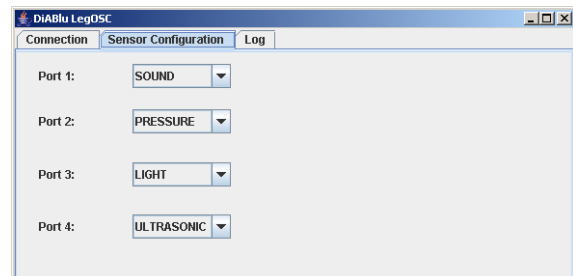 DiABlu LegOSC
Connection Sensor Configuration Log
Port 1: SOUND
Port 2: PRESSURE
Port 3: LIGHT
Port 4: ULTRASONIC